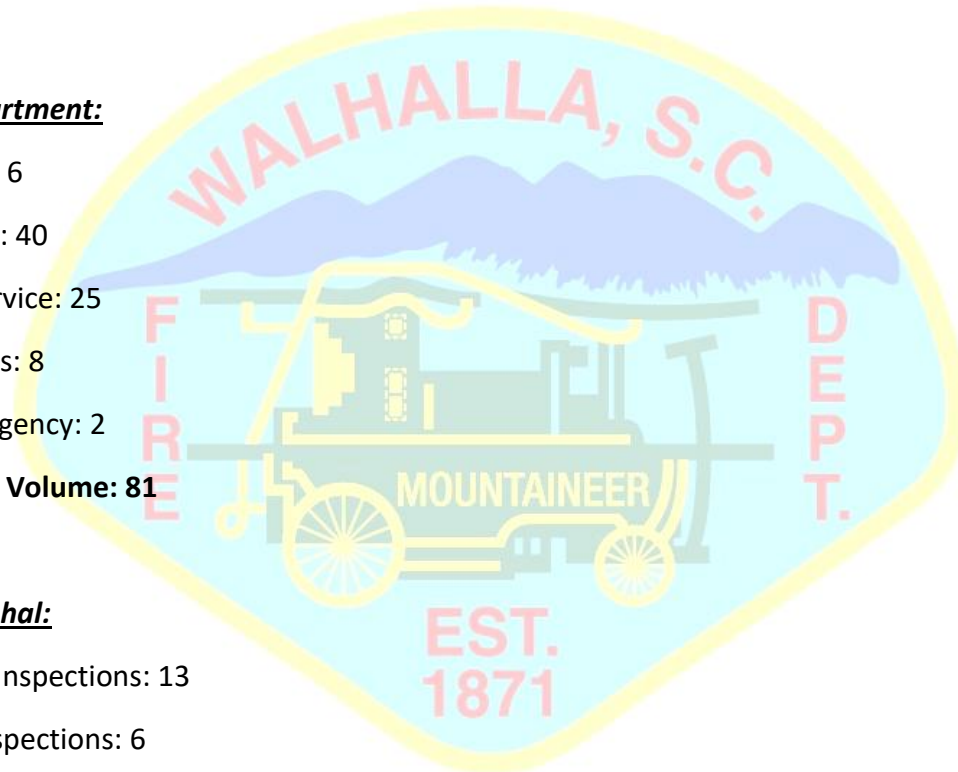 artment:
6
: 40
rvice: 25
s: 8
gency: 2
Volume: 81
hal:
nspections: 13
spections: 6
WALHALLA, S.C.
FIRE
DEPT.
MOUNTAINEER
EST.
1871